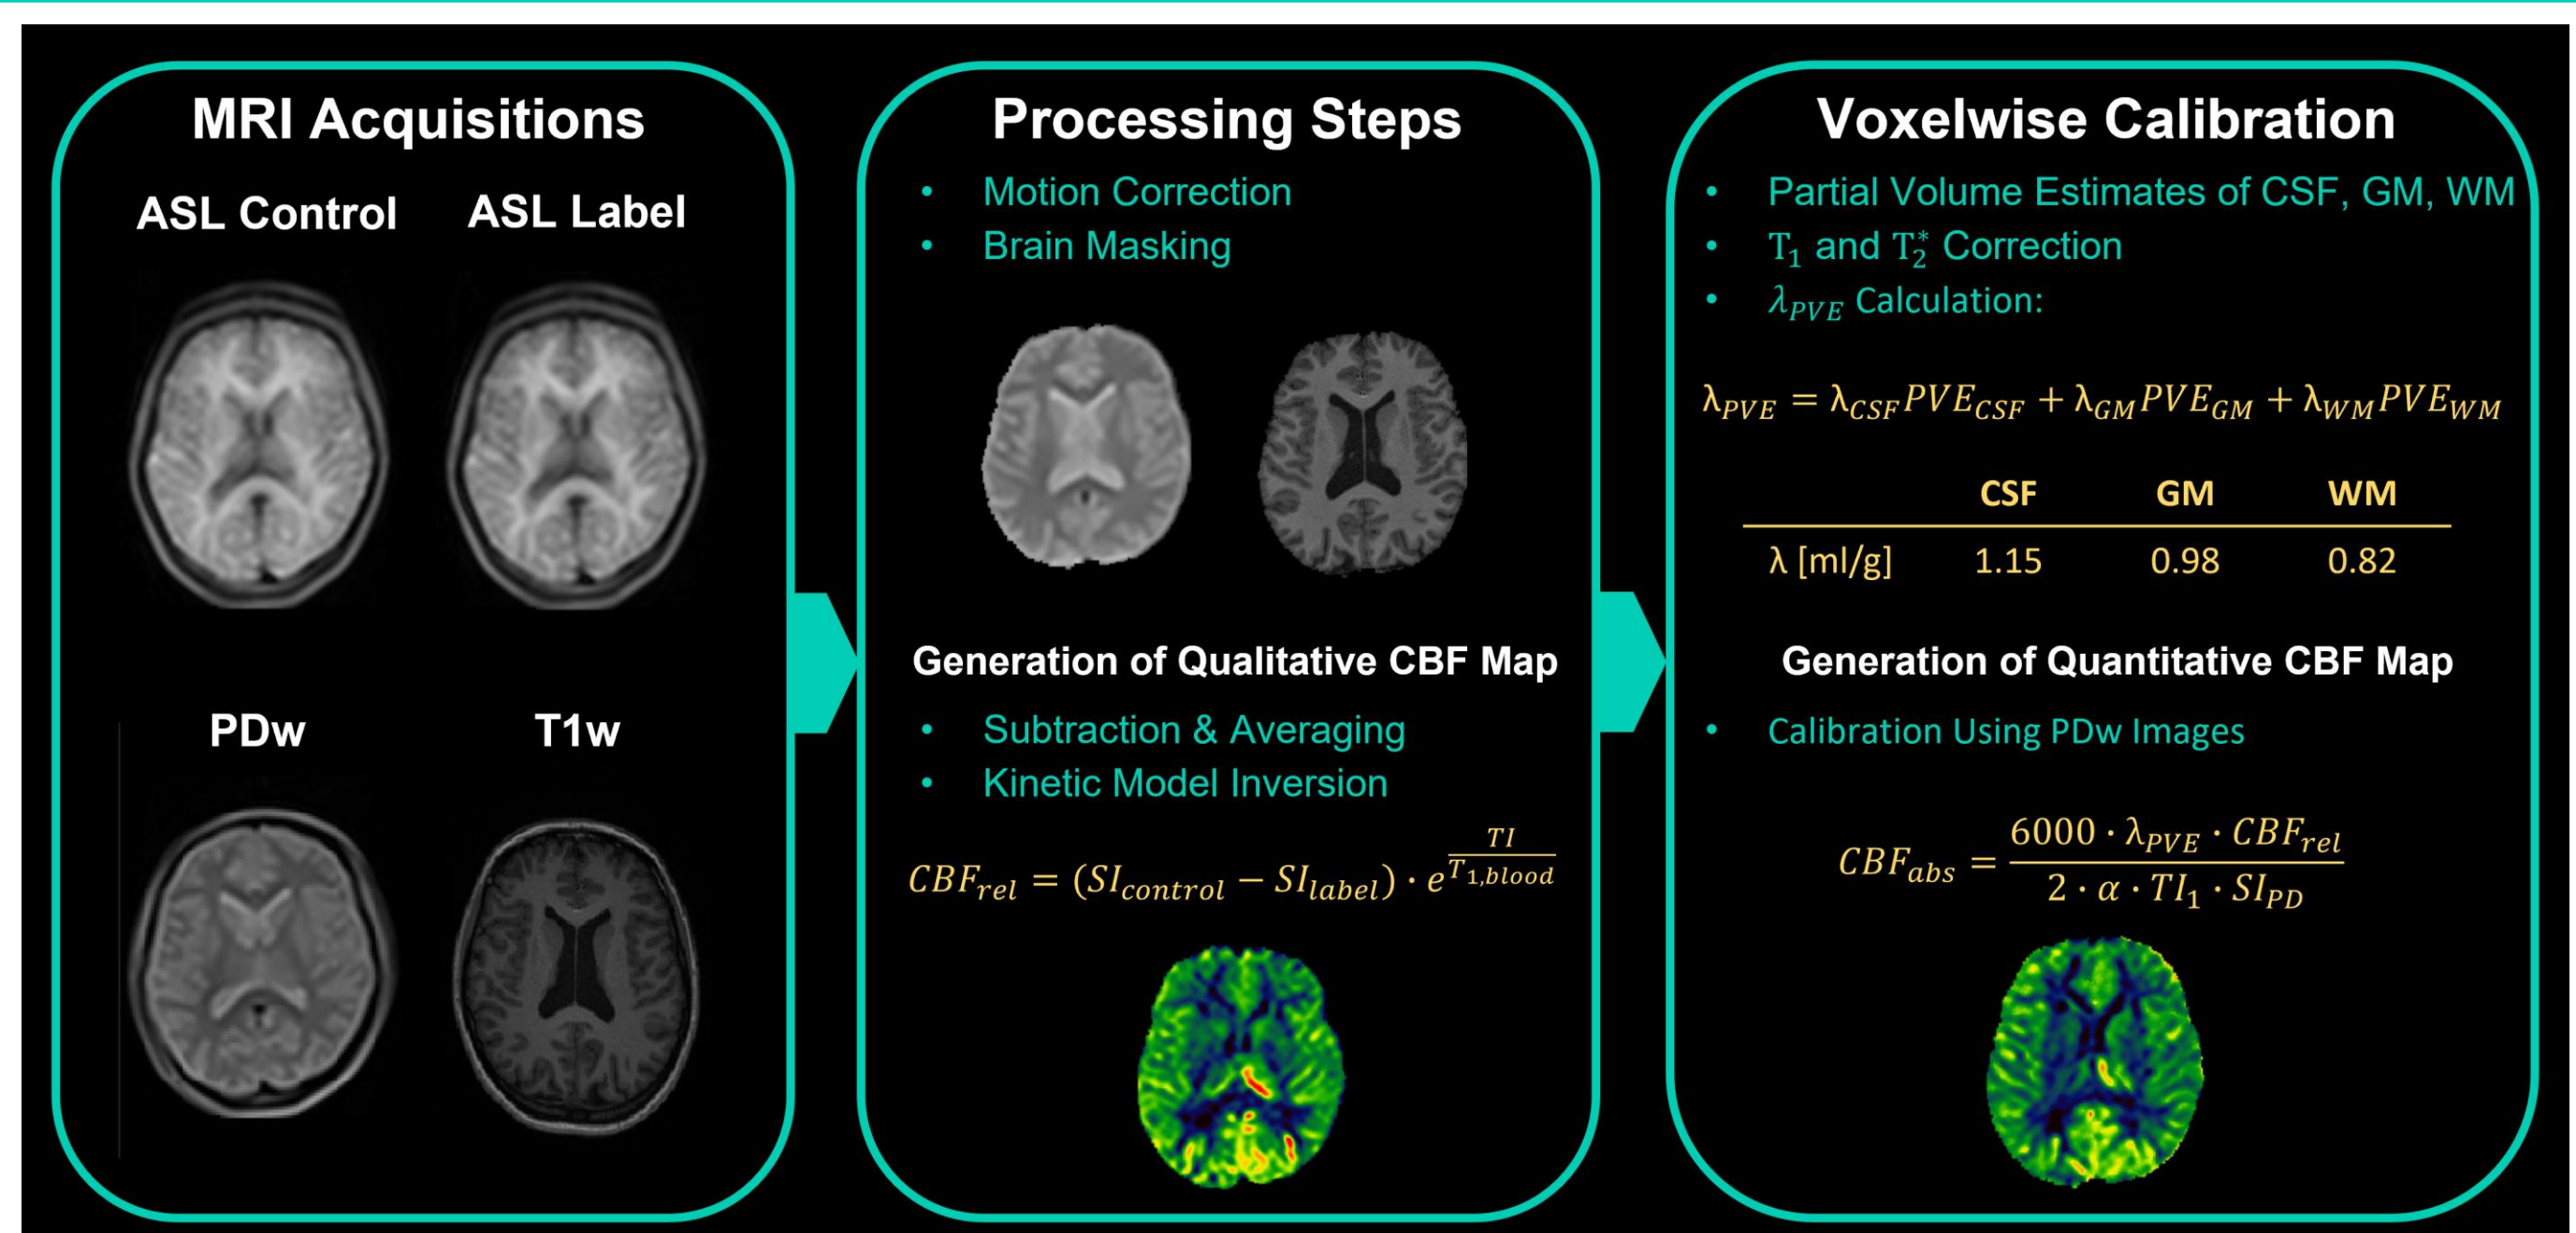 MRI Acquisitions
ASL Control ASL Label
PDw T1w
Processing Steps
• Motion Correction
• Brain Masking
Generation of Qualitative CBF Map
• Subtraction & Averaging
• Kinetic Model Inversion
CBF_rel = (SI_control − SI_label) · e^(TI/T_1,blood)
Voxelwise Calibration
• Partial Volume Estimates of CSF, GM, WM
• T_1 and T_2^* Correction
• λ_PVE Calculation:
λ_PVE = λ_CSF PVE_CSF + λ_GM PVE_GM + λ_WM PVE_WM
CSF GM WM
λ [ml/g] 1.15 0.98 0.82
Generation of Quantitative CBF Map
• Calibration Using PDw Images
CBF_abs = (6000 · λ_PVE · CBF_rel)/(2 · α · TI_1 · SI_PD)